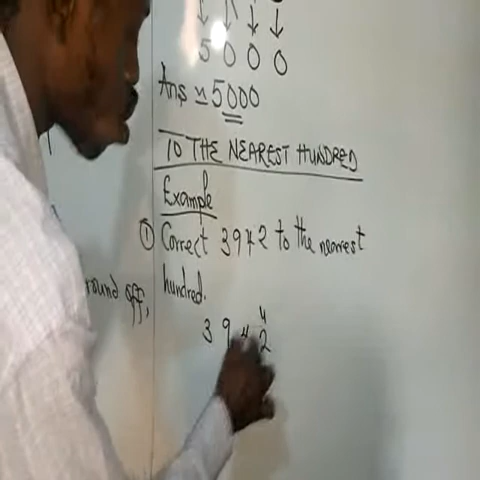 5 0 0 0
Ans ≃ 5000
TO THE NEAREST HUNDRED
Example
① Correct 3942 to the nearest
hundred.
round off,
u
3 9 4 2